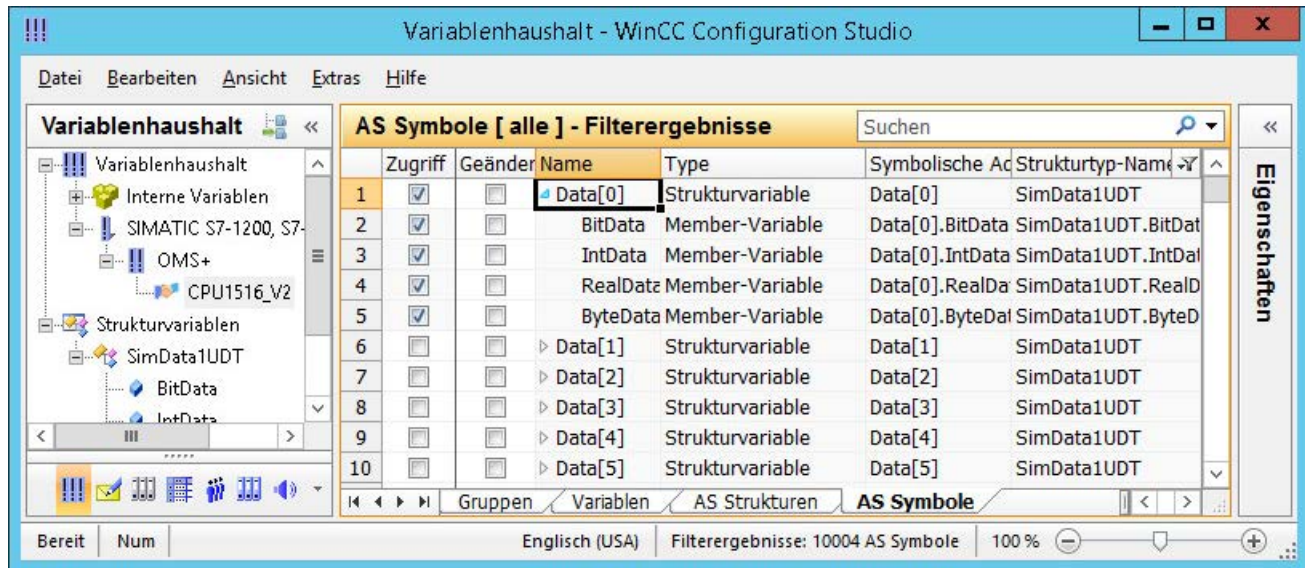 Variablenhaushalt - WinCC Configuration Studio
Datei Bearbeiten Ansicht Extras Hilfe
Variablenhaushalt
Variablenhaushalt
Interne Variablen
SIMATIC S7-1200, S7-
OMS+
CPU1516_V2
Strukturvariablen
SimData1UDT
BitData
IntData
AS Symbole [ alle ] - Filterergebnisse Suchen
Zugriff Geänder Name Type Symbolische Ad Strukturtyp-Name
1 Data[0] Strukturvariable Data[0] SimData1UDT
2 BitData Member-Variable Data[0].BitData SimData1UDT.BitDat
3 IntData Member-Variable Data[0].IntData SimData1UDT.IntDat
4 RealData Member-Variable Data[0].RealDa SimData1UDT.RealD
5 ByteData Member-Variable Data[0].ByteDat SimData1UDT.ByteD
6 Data[1] Strukturvariable Data[1] SimData1UDT
7 Data[2] Strukturvariable Data[2] SimData1UDT
8 Data[3] Strukturvariable Data[3] SimData1UDT
9 Data[4] Strukturvariable Data[4] SimData1UDT
10 Data[5] Strukturvariable Data[5] SimData1UDT
Gruppen Variablen AS Strukturen AS Symbole
Eigenschaften
Bereit Num Englisch (USA) Filterergebnisse: 10004 AS Symbole 100 %